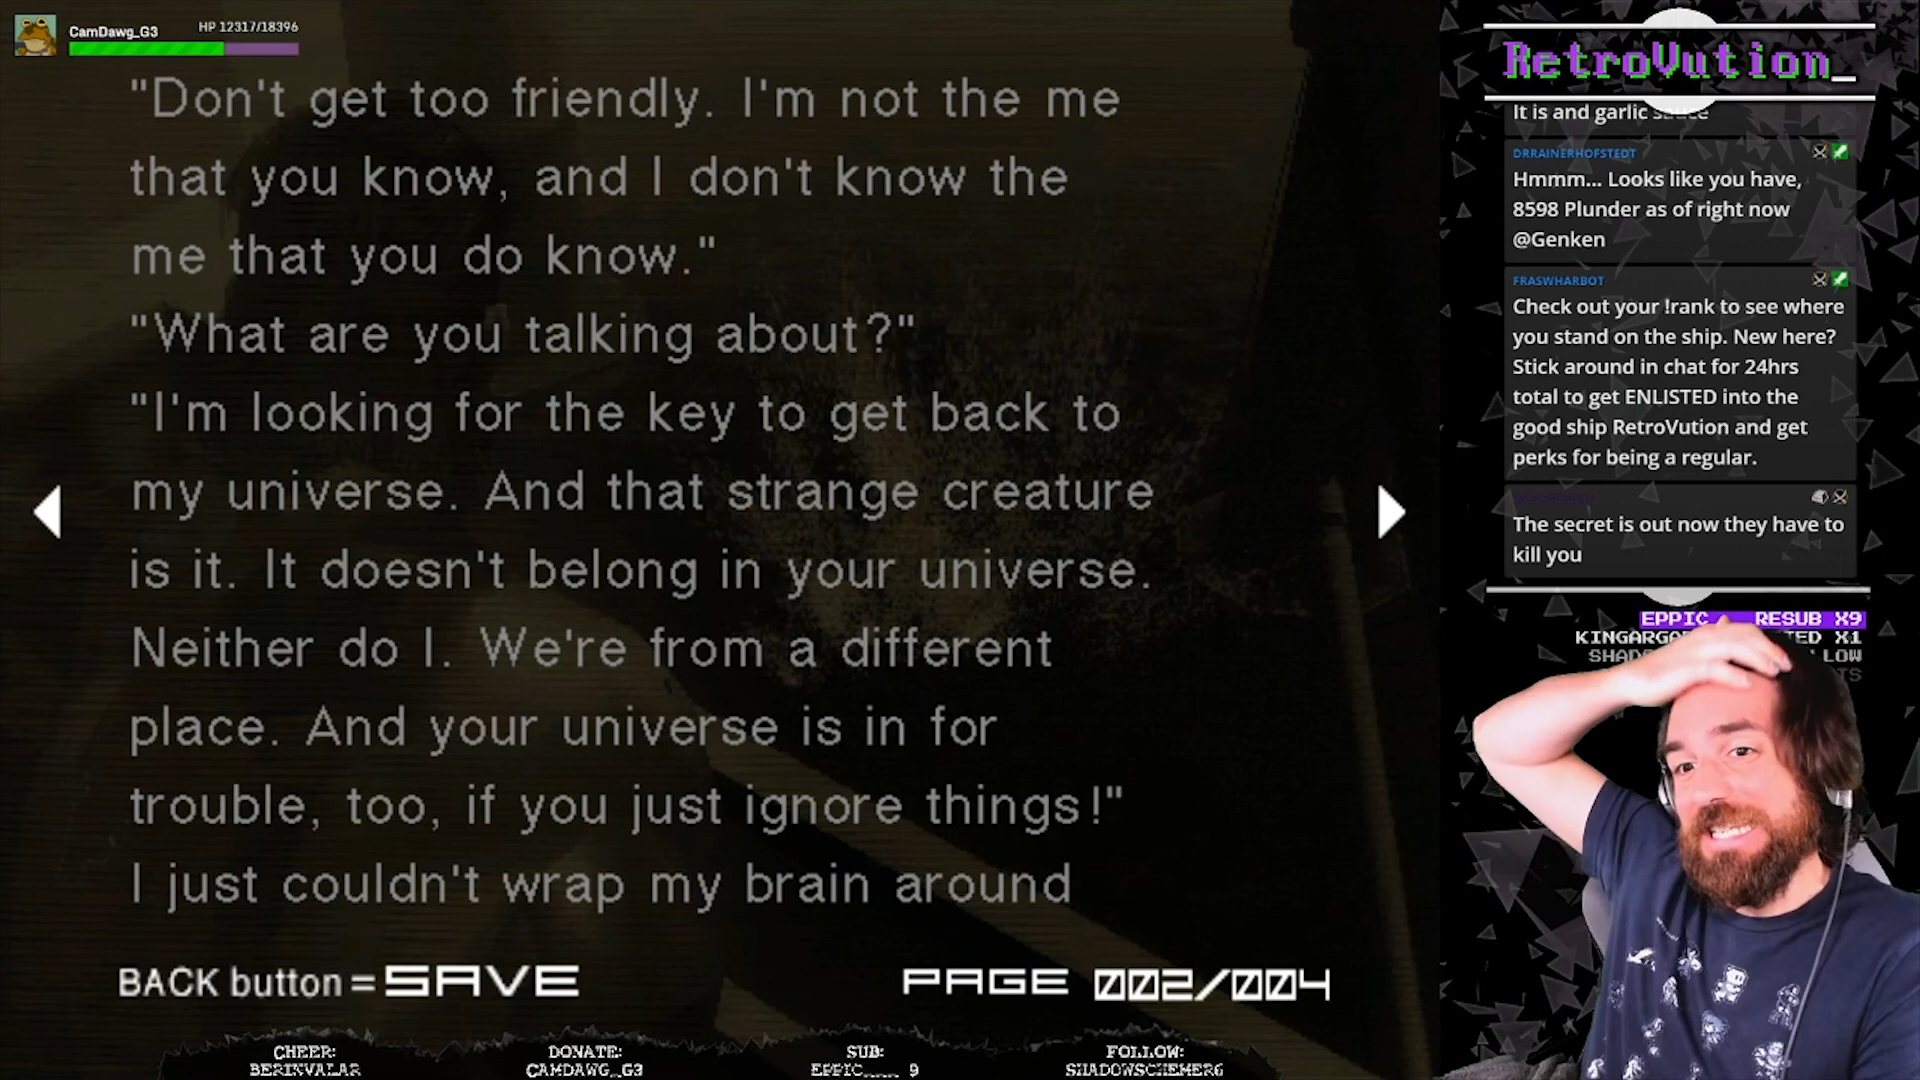 CamDawg_G3
HP 12317/18396
"Don't get too friendly. I'm not the me
that you know, and I don't know the
me that you do know."
"What are you talking about?"
"I'm looking for the key to get back to
my universe. And that strange creature
is it. It doesn't belong in your universe.
Neither do I. We're from a different
place. And your universe is in for
trouble, too, if you just ignore things!"
I just couldn't wrap my brain around
BACK button = SAVE
PAGE 002/004
CHEER:
BERINVALAR
DONATE:
CAMDAWG_G3
SUB:
EPPIC____ 9
FOLLOW:
SHADOWSCHEMER6
RetroVution_
It is and garlic sauce
DRRAINERHOFSTEDT
Hmmm... Looks like you have,
8598 Plunder as of right now
@Genken
FRASWHARBOT
Check out your !rank to see where
you stand on the ship. New here?
Stick around in chat for 24hrs
total to get ENLISTED into the
good ship RetroVution and get
perks for being a regular.
The secret is out now they have to
kill you
EPPIC RESUB X9
X1